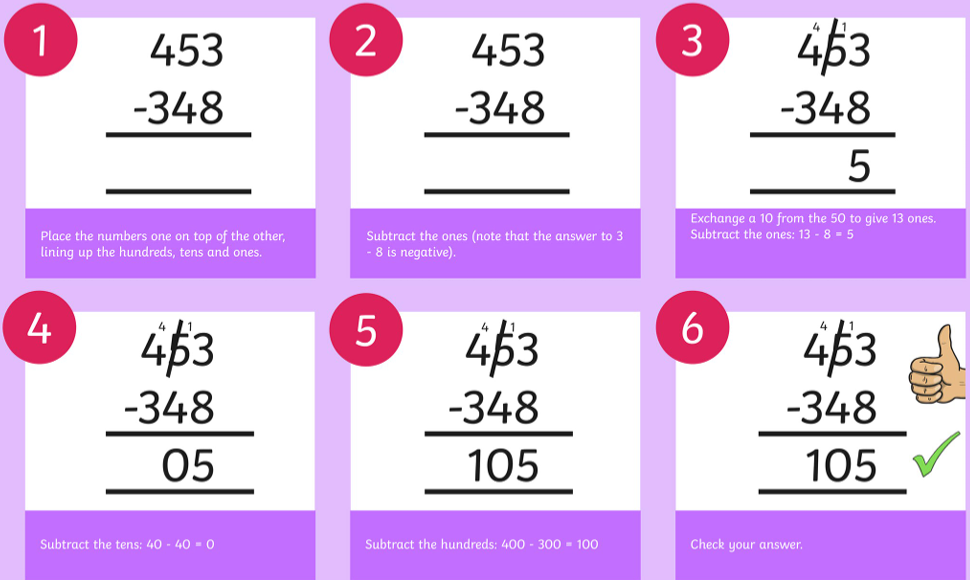 1
453
-348
Place the numbers one on top of the other,
lining up the hundreds, tens and ones.
2
453
-348
Subtract the ones (note that the answer to 3
- 8 is negative).
3
4 1
453
-348
5
Exchange a 10 from the 50 to give 13 ones.
Subtract the ones: 13 - 8 = 5
4
4 1
453
-348
05
Subtract the tens: 40 - 40 = 0
5
4 1
453
-348
105
Subtract the hundreds: 400 - 300 = 100
6
4 1
453
-348
105
Check your answer.